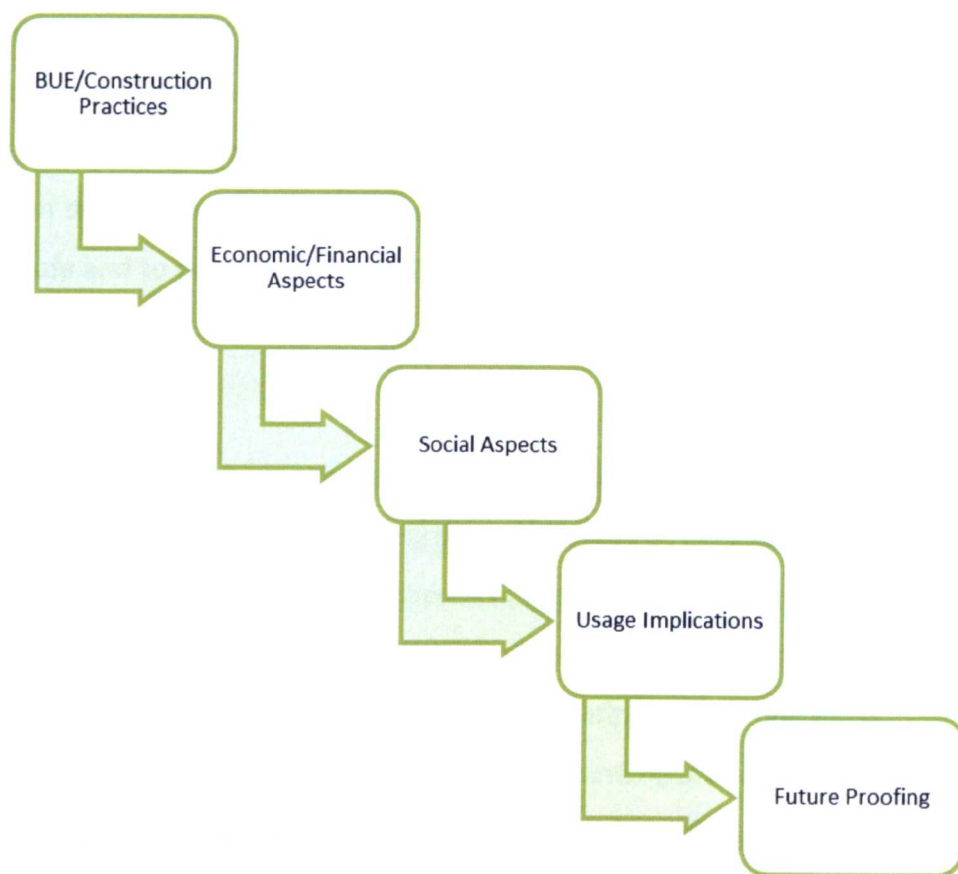 BUE/Construction
Practices
Economic/Financial
Aspects
Social Aspects
Usage Implications
Future Proofing